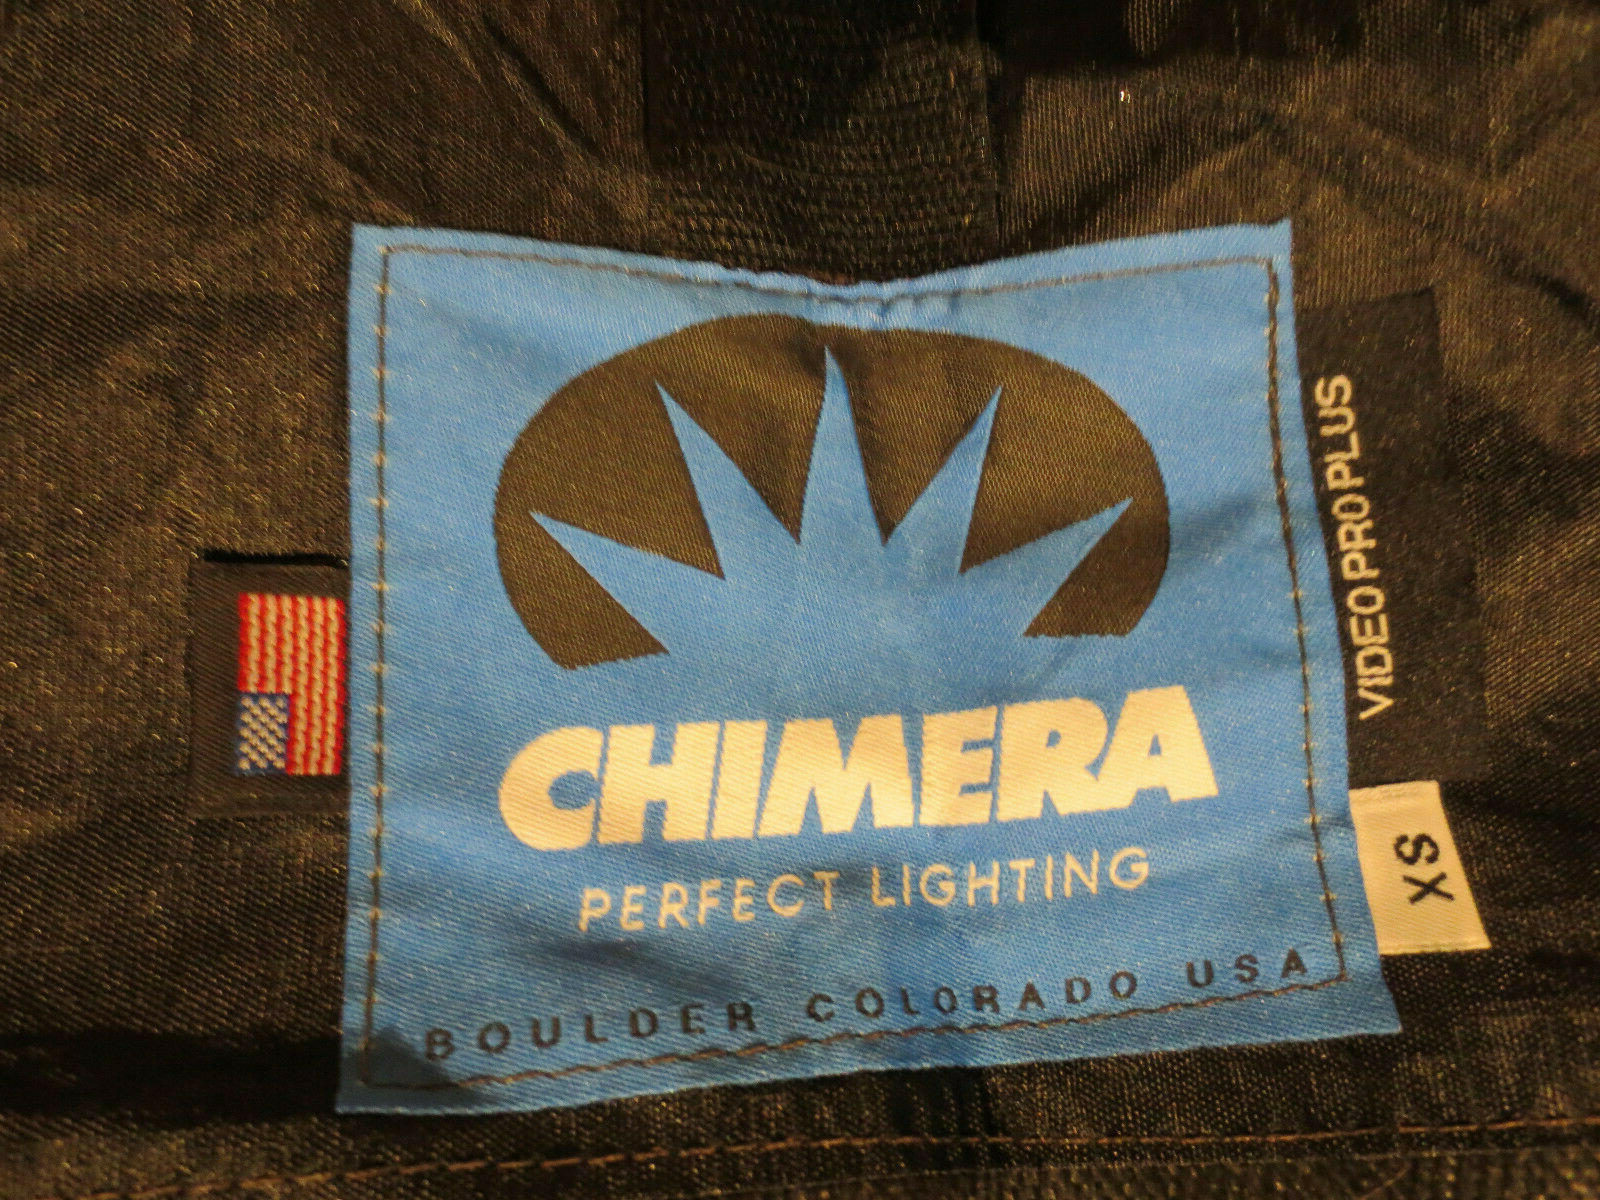 CHIMERA
PERFECT LIGHTING
BOULDER COLORADO USA
VIDEO PRO PLUS
XS